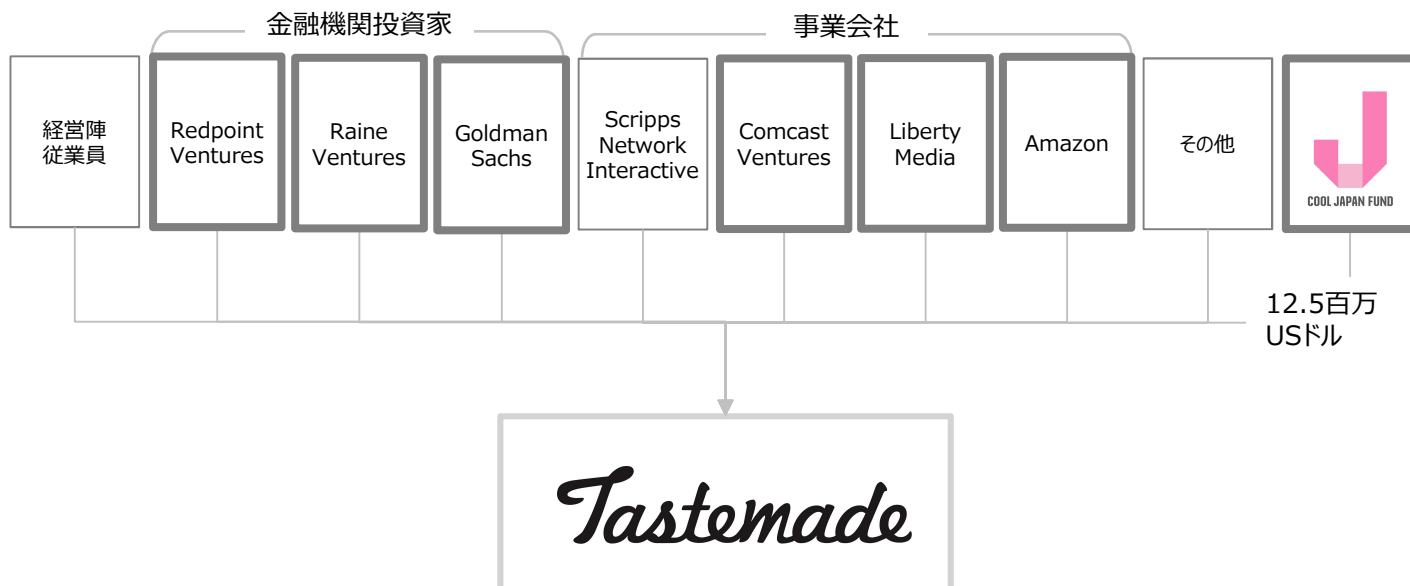 金融機関投資家
事業会社
経営陣
従業員
Redpoint
Ventures
Raine
Ventures
Goldman
Sachs
Scripps
Network
Interactive
Comcast
Ventures
Liberty
Media
Amazon
その他
COOL JAPAN FUND
12.5百万
USドル
Tastemade